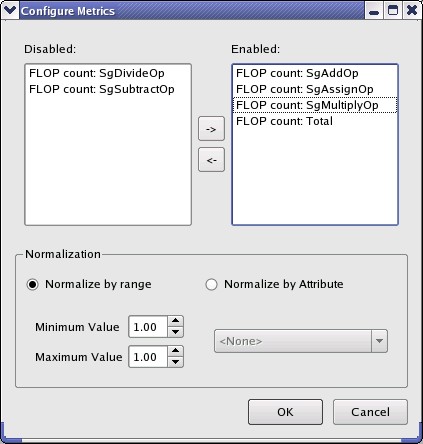 Configure Metrics
Disabled:
FLOP count: SgDivideOp
FLOP count: SgSubtractOp
->
<-
Enabled:
FLOP count: SgAddOp
FLOP count: SgAssignOp
FLOP count: SgMultiplyOp
FLOP count: Total
Normalization
Normalize by range
Normalize by Attribute
Minimum Value 1.00
Maximum Value 1.00
<None>
OK Cancel